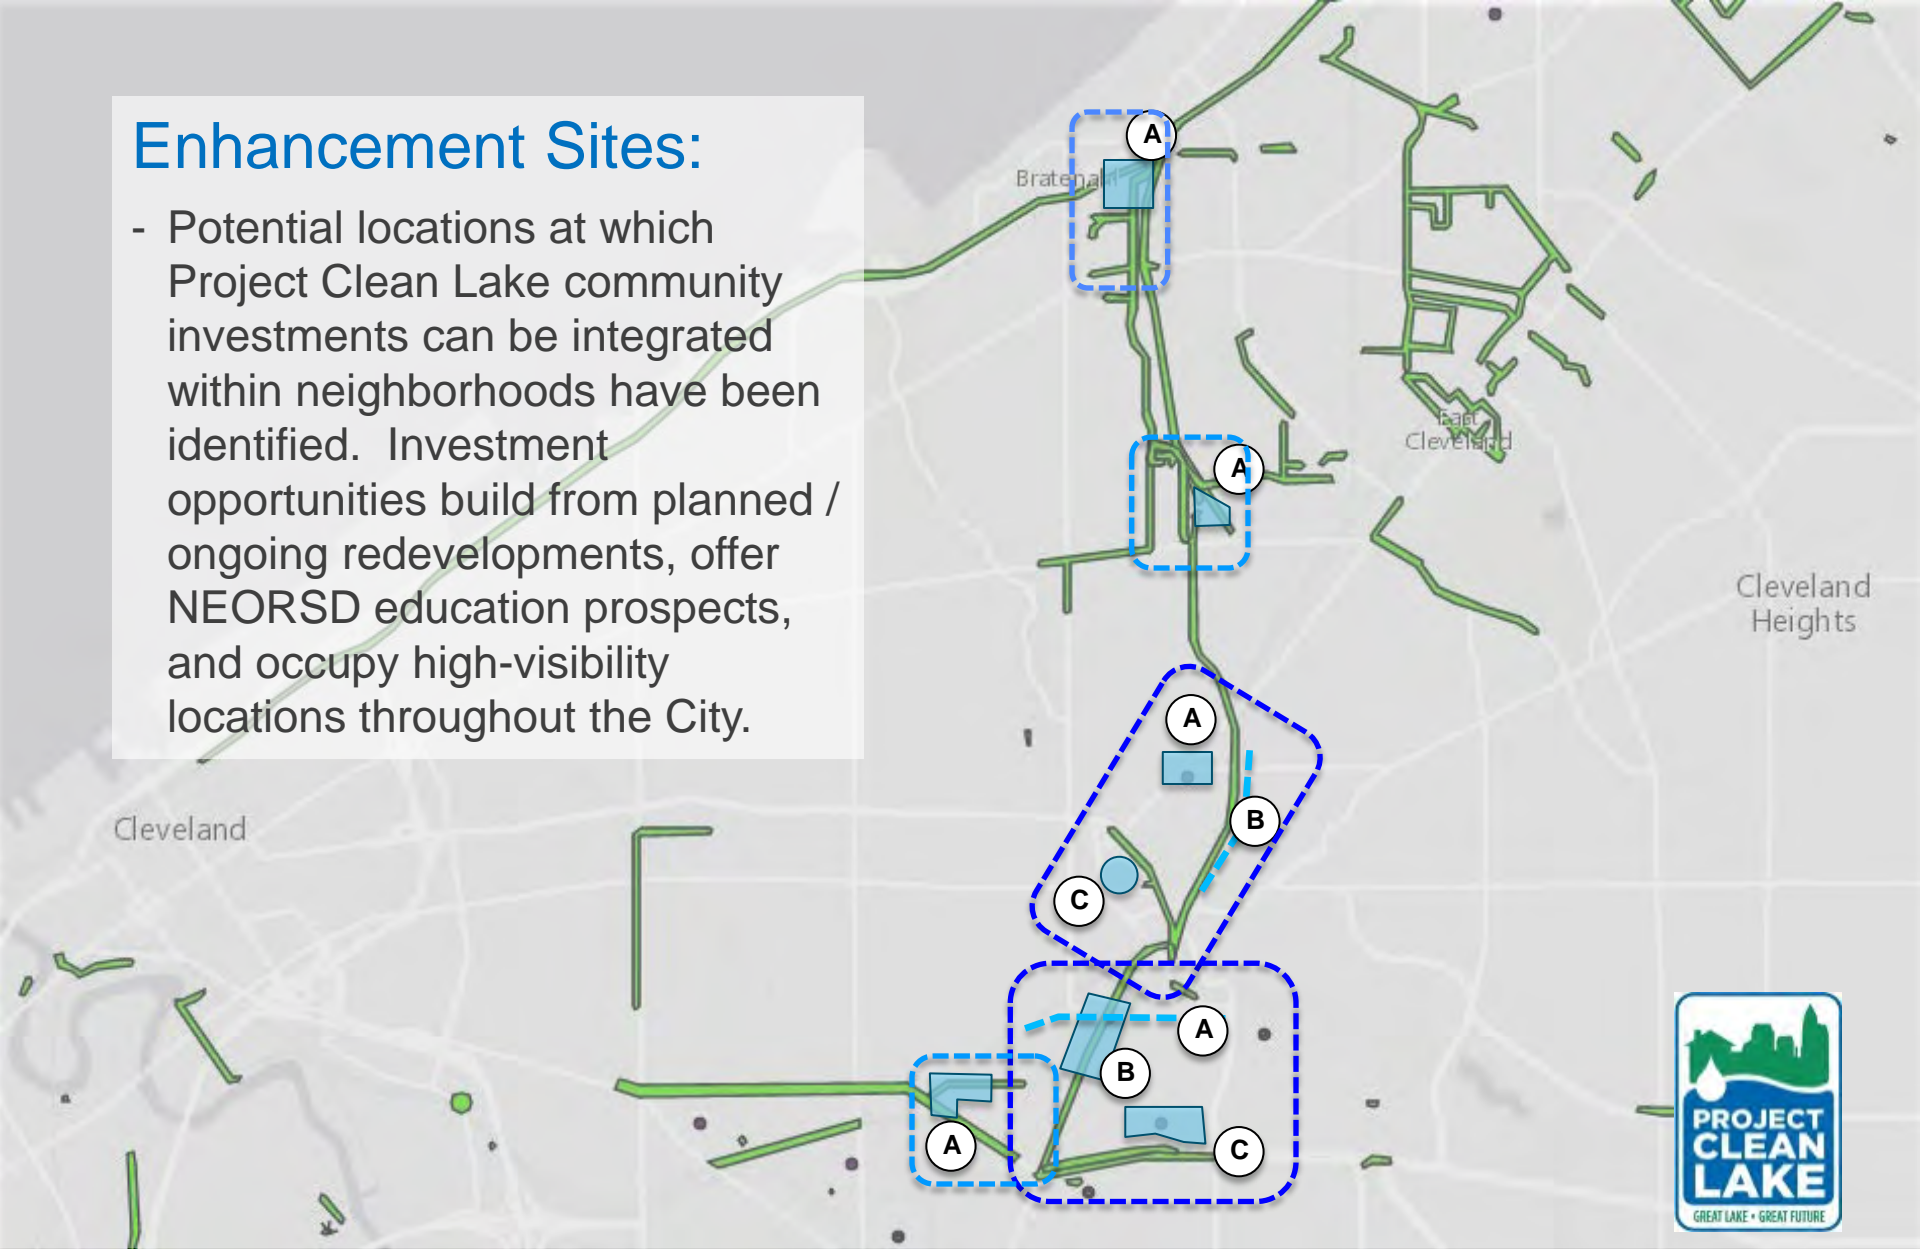 Enhancement Sites:
- Potential locations at which
Project Clean Lake community
investments can be integrated
within neighborhoods have been
identified. Investment
opportunities build from planned /
ongoing redevelopments, offer
NEORSD education prospects,
and occupy high-visibility
locations throughout the City.
A
Bratenahl
East
Cleveland
A
Cleveland
Heights
A
B
Cleveland
C
A
B
A
C
PROJECT
CLEAN
LAKE
GREAT LAKE • GREAT FUTURE